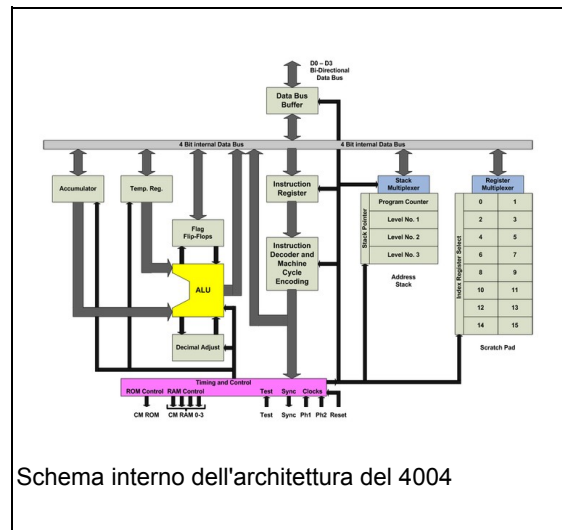 D0 – D3
Bi-Directional
Data Bus
Data Bus
Buffer
4 Bit internal Data Bus
4 Bit internal Data Bus
Accumulator
Temp. Reg.
Instruction
Register
Stack
Multiplexer
Register
Multiplexer
Flag
Flip-Flops
Stack Pointer
Program Counter
Level No. 1
Level No. 2
Level No. 3
Index Register Select
0 1
2 3
4 5
6 7
8 9
10 11
12 13
14 15
Instruction
Decoder and
Machine
Cycle
Encoding
ALU
Address
Stack
Decimal Adjust
Scratch Pad
Timing and Control
ROM Control RAM Control Test Sync Clocks
CM ROM CM RAM 0-3 Test Sync Ph1 Ph2 Reset
Schema interno dell'architettura del 4004